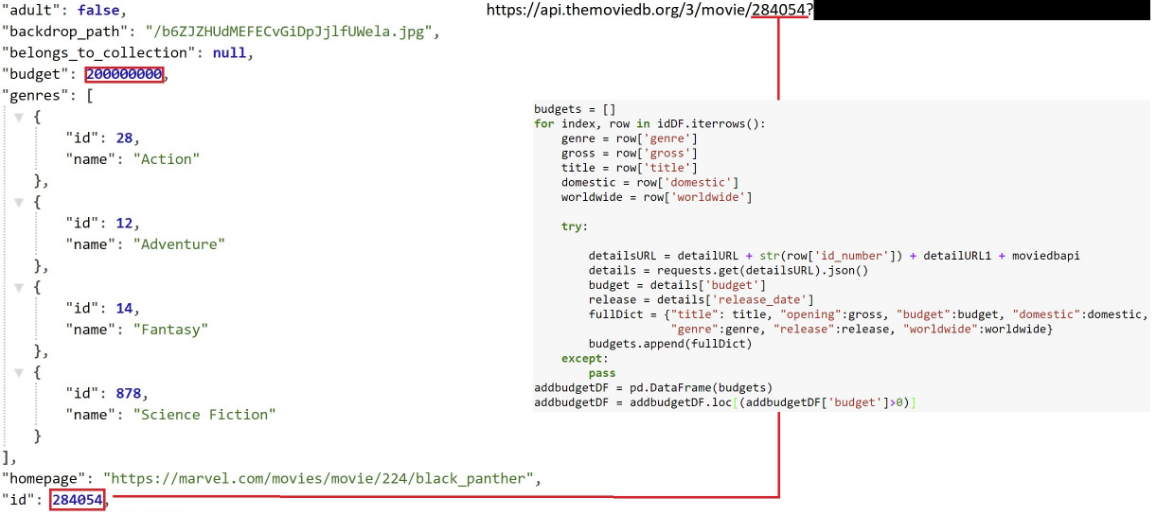 "adult": false,
"backdrop_path": "/b6ZJZHUdMEFECvGiDpJjlfUWela.jpg",
"belongs_to_collection": null,
"budget": 200000000,
"genres": [
{
"id": 28,
"name": "Action"
},
{
"id": 12,
"name": "Adventure"
},
{
"id": 14,
"name": "Fantasy"
},
{
"id": 878,
"name": "Science Fiction"
}
],
"homepage": "https://marvel.com/movies/movie/224/black_panther",
"id": 284054,
https://api.themoviedb.org/3/movie/284054?
budgets = []
for index, row in idDF.iterrows():
    genre = row['genre']
    gross = row['gross']
    title = row['title']
    domestic = row['domestic']
    worldwide = row['worldwide']
    try:
        detailsURL = detailURL + str(row['id_number']) + detailURL1 + moviedbapi
        details = requests.get(detailsURL).json()
        budget = details['budget']
        release = details['release_date']
        fullDict = {"title": title, "opening":gross, "budget":budget, "domestic":domestic,
                    "genre":genre, "release":release, "worldwide":worldwide}
        budgets.append(fullDict)
    except:
        pass
addbudgetDF = pd.DataFrame(budgets)
addbudgetDF = addbudgetDF.loc[(addbudgetDF['budget']>0)]